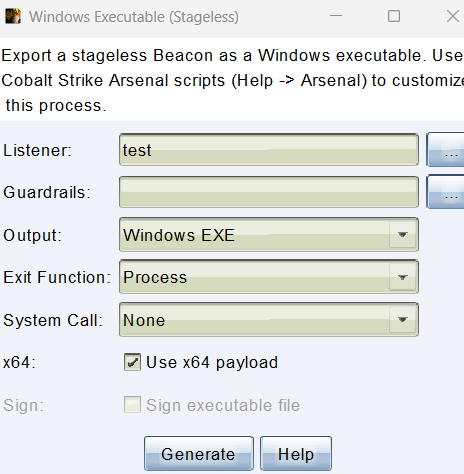 Windows Executable (Stageless)
Export a stageless Beacon as a Windows executable. Use
Cobalt Strike Arsenal scripts (Help -> Arsenal) to customize
this process.
Listener: test ...
Guardrails: ...
Output: Windows EXE
Exit Function: Process
System Call: None
x64: Use x64 payload
Sign: Sign executable file
Generate Help